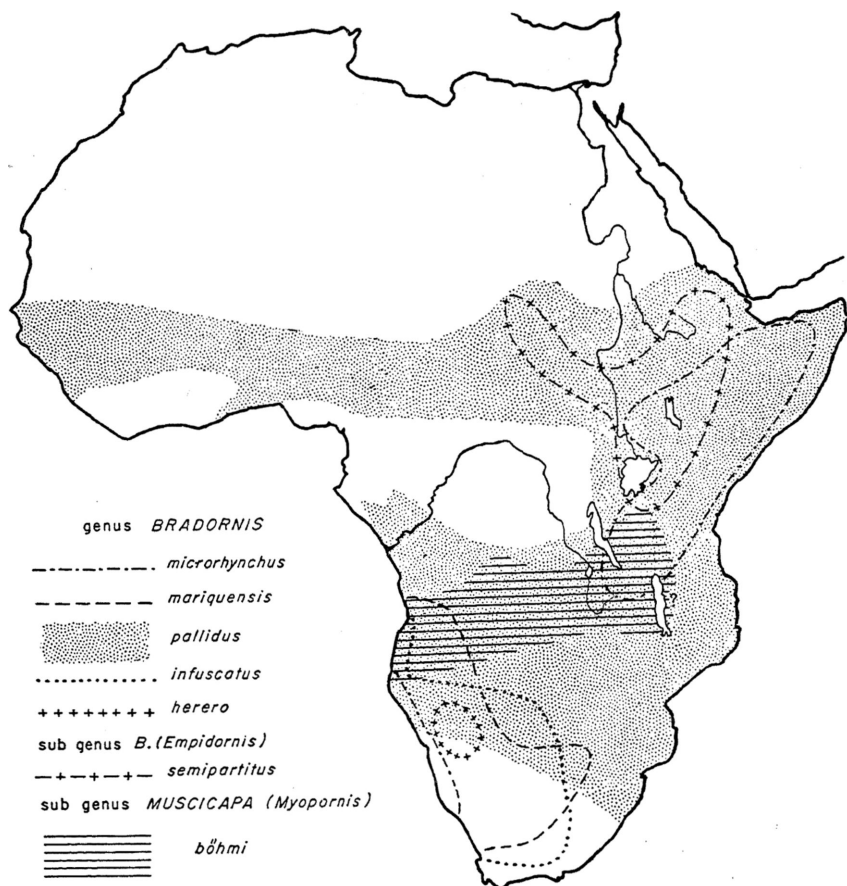 genus BRADORNIS
microrhynchus
mariquensis
pallidus
infuscatus
herero
sub genus B. (Empidornis)
semipartitus
sub genus MUSCICAPA (Myopornis)
böhmi
?